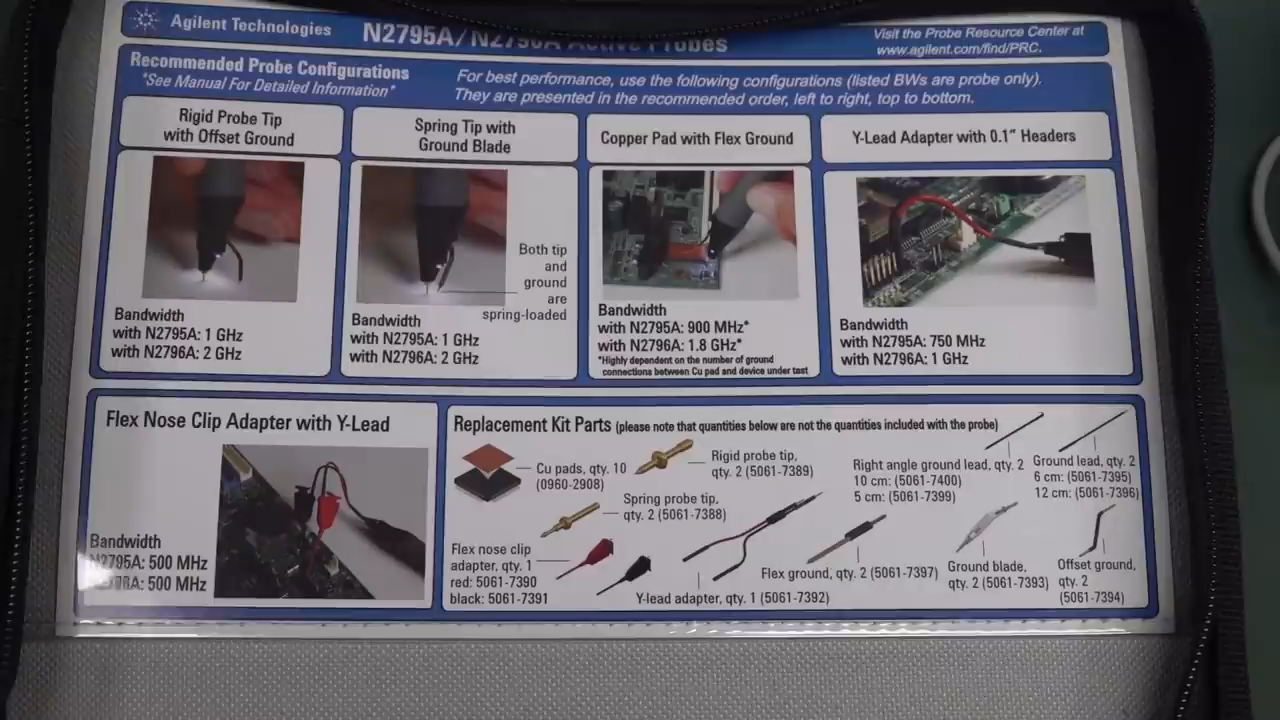 Agilent Technologies
N2795A/N2796A Active Probes
Visit the Probe Resource Center at
www.agilent.com/find/PRC.
Recommended Probe Configurations
*See Manual For Detailed Information*
For best performance, use the following configurations (listed BWs are probe only).
They are presented in the recommended order, left to right, top to bottom.
Rigid Probe Tip
with Offset Ground
Bandwidth
with N2795A: 1 GHz
with N2796A: 2 GHz
Spring Tip with
Ground Blade
Both tip
and
ground
are
spring-loaded
Bandwidth
with N2795A: 1 GHz
with N2796A: 2 GHz
Copper Pad with Flex Ground
Bandwidth
with N2795A: 900 MHz*
with N2796A: 1.8 GHz*
*Highly dependent on the number of ground
connections between Cu pad and device under test
Y-Lead Adapter with 0.1" Headers
Bandwidth
with N2795A: 750 MHz
with N2796A: 1 GHz
Flex Nose Clip Adapter with Y-Lead
Bandwidth
N2795A: 500 MHz
500 MHz
Replacement Kit Parts (please note that quantities below are not the quantities included with the probe)
Cu pads, qty. 10
(0960-2908)
Rigid probe tip,
qty. 2 (5061-7389)
Right angle ground lead, qty. 2
10 cm: (5061-7400)
5 cm: (5061-7399)
Ground lead, qty. 2
6 cm: (5061-7395)
12 cm: (5061-7396)
Spring probe tip,
qty. 2 (5061-7388)
Flex nose clip
adapter, qty. 1
red: 5061-7390
black: 5061-7391
Y-lead adapter, qty. 1 (5061-7392)
Flex ground, qty. 2 (5061-7397)
Ground blade,
qty. 2 (5061-7393)
Offset ground,
qty. 2
(5061-7394)